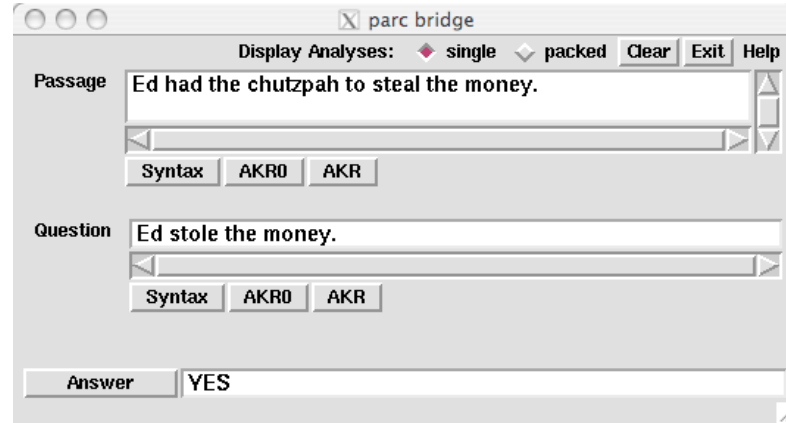 X parc bridge
Display Analyses: single packed Clear Exit Help
Passage Ed had the chutzpah to steal the money.
Syntax AKR0 AKR
Question Ed stole the money.
Syntax AKR0 AKR
Answer YES